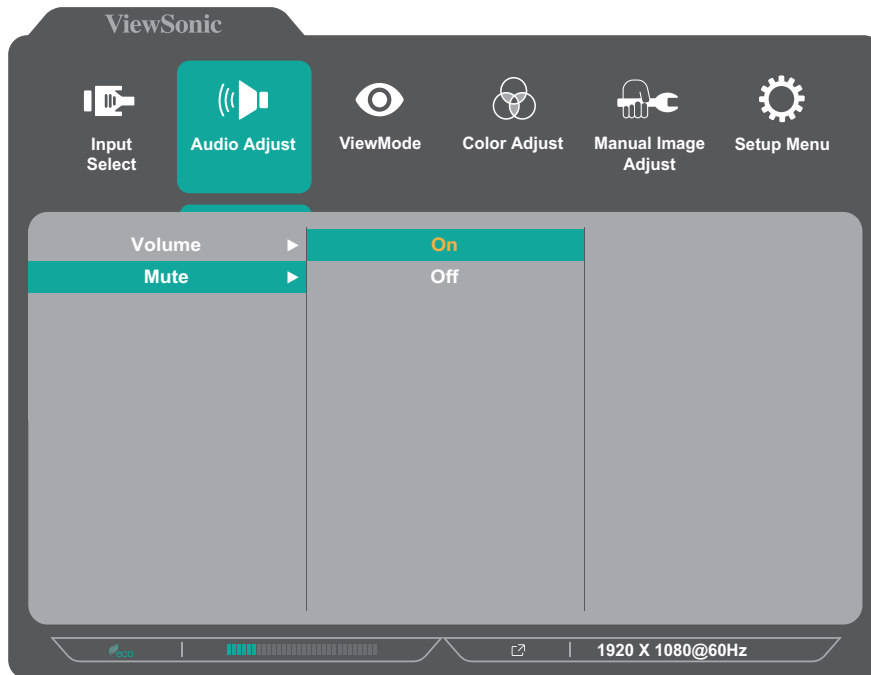 ViewSonic
Input
Select
Audio Adjust
ViewMode
Color Adjust
Manual Image
Adjust
Setup Menu
Volume
On
Mute
Off
eco
1920 X 1080@60Hz